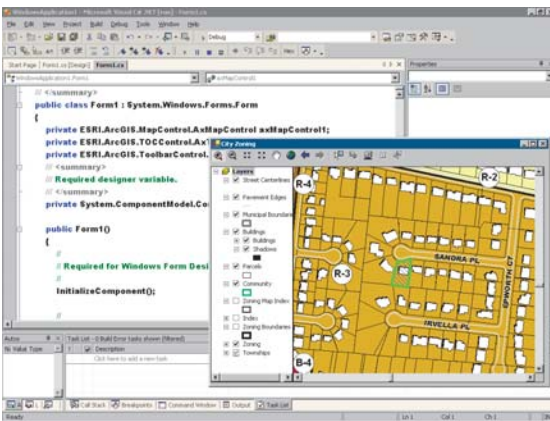 WindowsApplication1 - Microsoft Visual C# .NET [run] - Form1.cs
File Edit View Project Build Debug Tools Window Help
Debug
Start Page Form1.cs [Design] Form1.cs
Properties
WindowsApplication1.Form1
axMapControl1
/// </summary>
public class Form1 : System.Windows.Forms.Form
{
private ESRI.ArcGIS.MapControl.AxMapControl axMapControl1;
private ESRI.ArcGIS.TOCControl.AxT
private ESRI.ArcGIS.ToolbarControl.
/// <summary>
/// Required designer variable.
/// </summary>
private System.ComponentModel.Co
public Form1()
{
//
// Required for Windows Form Desi
//
InitializeComponent();
//
City Zoning
Layers
Street Centerlines
Pavement Edges
Municipal Boundarie
Buildings
Buildings
Shadows
Parcels
Community
Zoning Map Index
Index
Zoning Boundaries
Zoning
Townships
R-4
R-2
R-3
B-4
SANDRA PL
EPWORTH CT
IRVELLA PL
Autos
Value Type
Task List - 0 Build Error tasks shown (filtered)
Description
Click here to add a new task
Call Stack Breakpoints Command Window Output Task List
Ready
Ln 1 Col 1 Ch 1